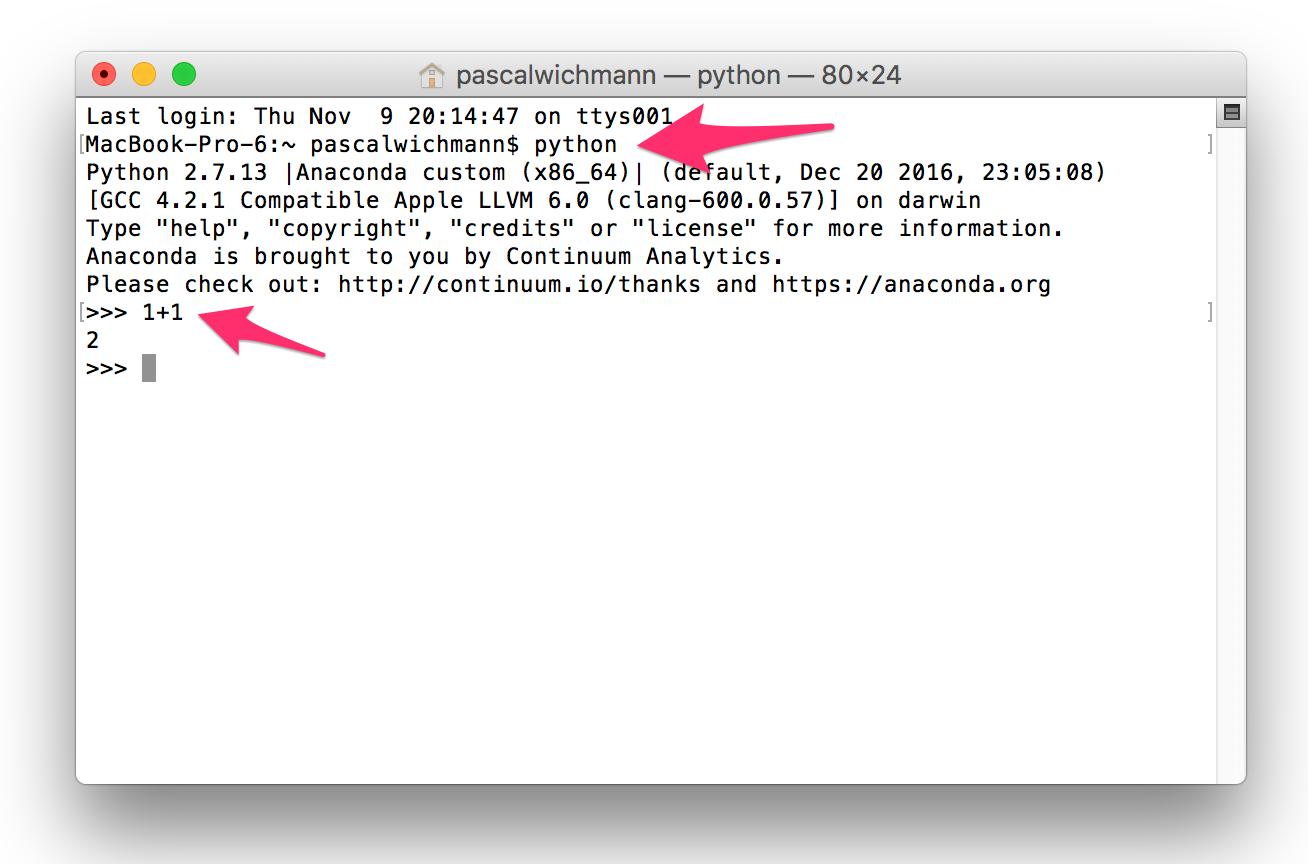 pascalwichmann — python — 80×24
Last login: Thu Nov  9 20:14:47 on ttys001
[MacBook-Pro-6:~ pascalwichmann$ python ]
Python 2.7.13 |Anaconda custom (x86_64)| (default, Dec 20 2016, 23:05:08)
[GCC 4.2.1 Compatible Apple LLVM 6.0 (clang-600.0.57)] on darwin
Type "help", "copyright", "credits" or "license" for more information.
Anaconda is brought to you by Continuum Analytics.
Please check out: http://continuum.io/thanks and https://anaconda.org
[>>> 1+1 ]
2
>>>